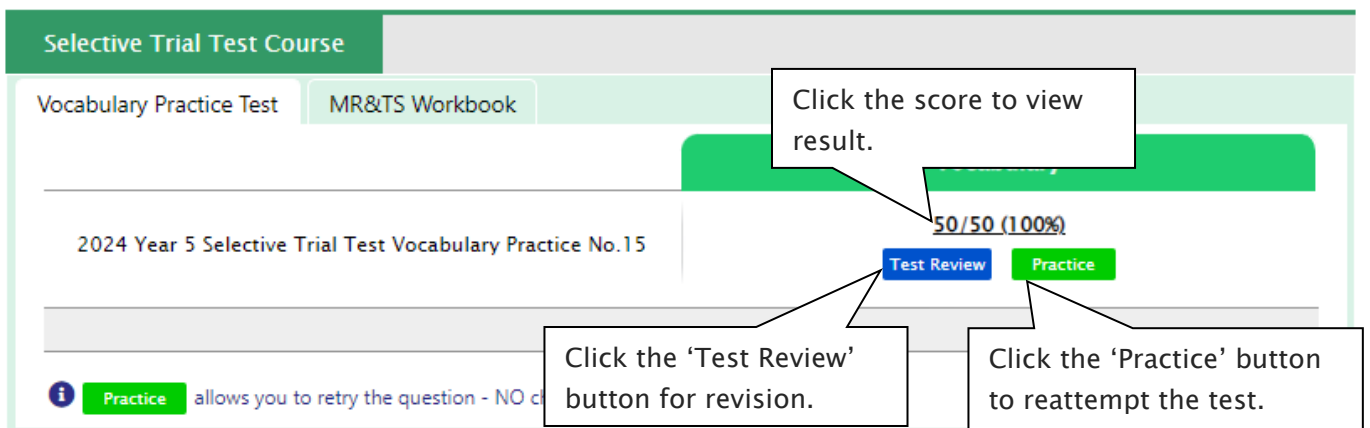 Selective Trial Test Course
Vocabulary Practice Test MR&TS Workbook
Click the score to view
result.
50/50 (100%)
2024 Year 5 Selective Trial Test Vocabulary Practice No.15
Test Review Practice
Click the ‘Test Review’
button for revision.
Click the ‘Practice’ button
to reattempt the test.
Practice allows you to retry the question - NO